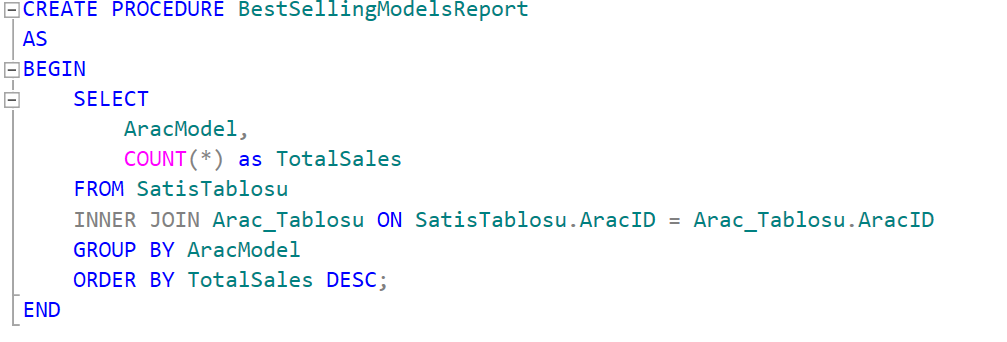 CREATE PROCEDURE BestSellingModelsReport
AS
BEGIN
    SELECT
        AracModel,
        COUNT(*) as TotalSales
    FROM SatisTablosu
    INNER JOIN Arac_Tablosu ON SatisTablosu.AracID = Arac_Tablosu.AracID
    GROUP BY AracModel
    ORDER BY TotalSales DESC;
END